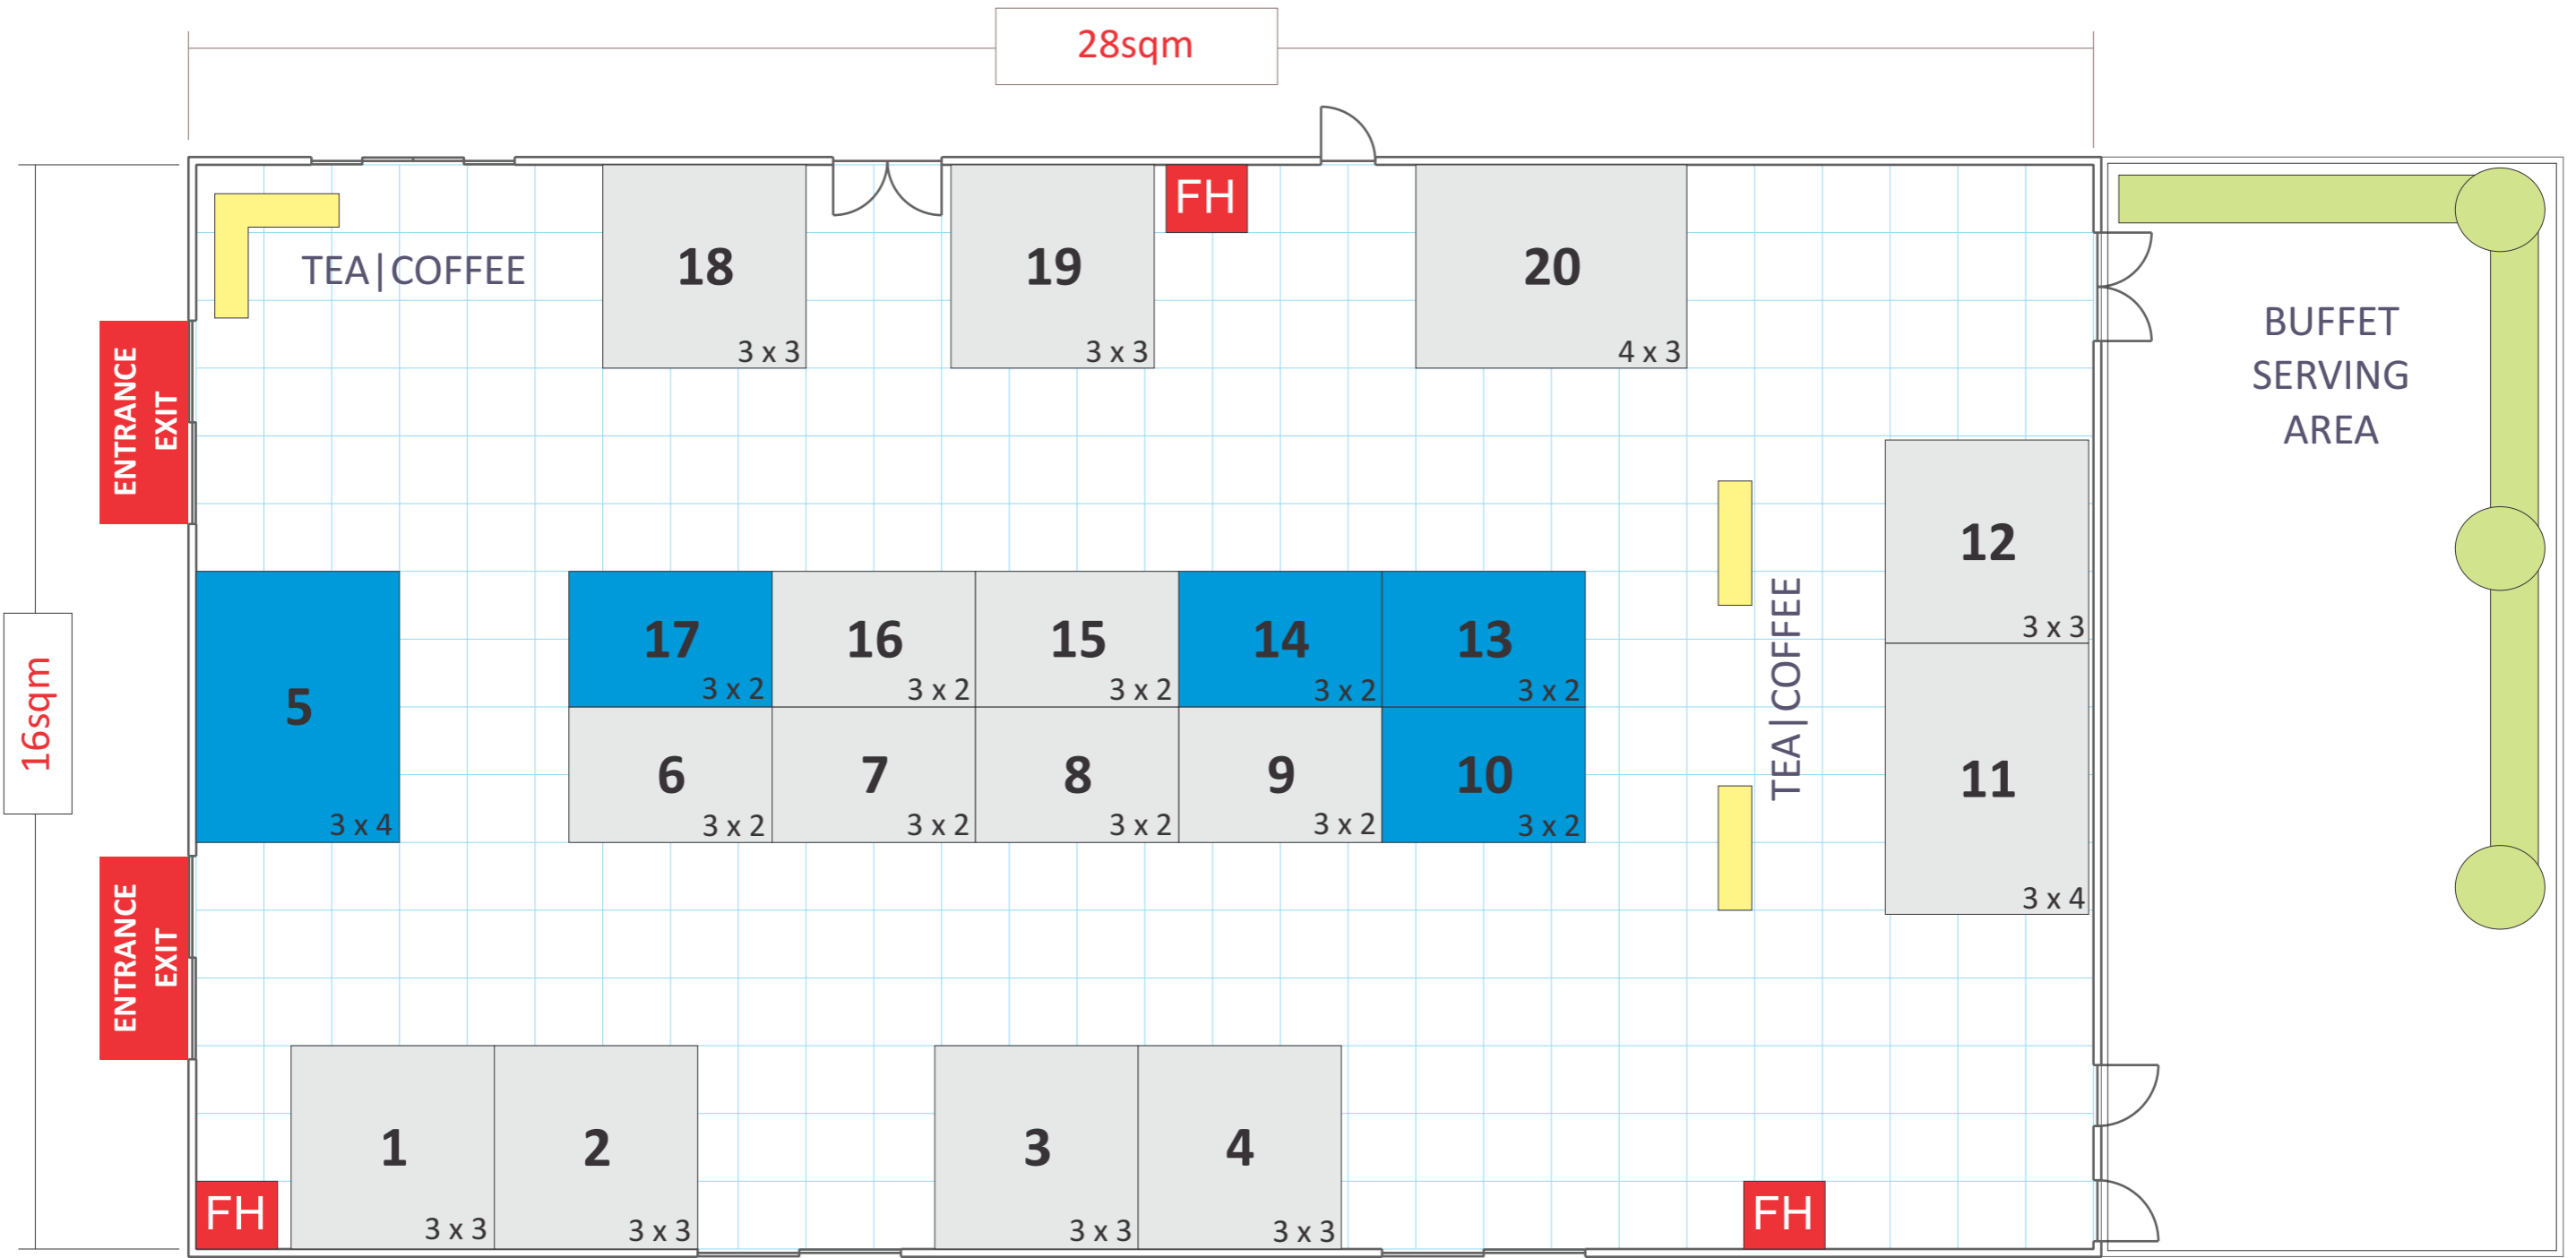 28sqm
FH
TEA|COFFEE
18
3 x 3
19
3 x 3
20
4 x 3
BUFFET
SERVING
AREA
ENTRANCE
EXIT
12
3 x 3
16sqm
5
3 x 4
17
3 x 2
16
3 x 2
15
3 x 2
14
3 x 2
13
3 x 2
TEA|COFFEE
6
3 x 2
7
3 x 2
8
3 x 2
9
3 x 2
10
3 x 2
11
3 x 4
ENTRANCE
EXIT
1
3 x 3
2
3 x 3
3
3 x 3
4
3 x 3
FH
FH